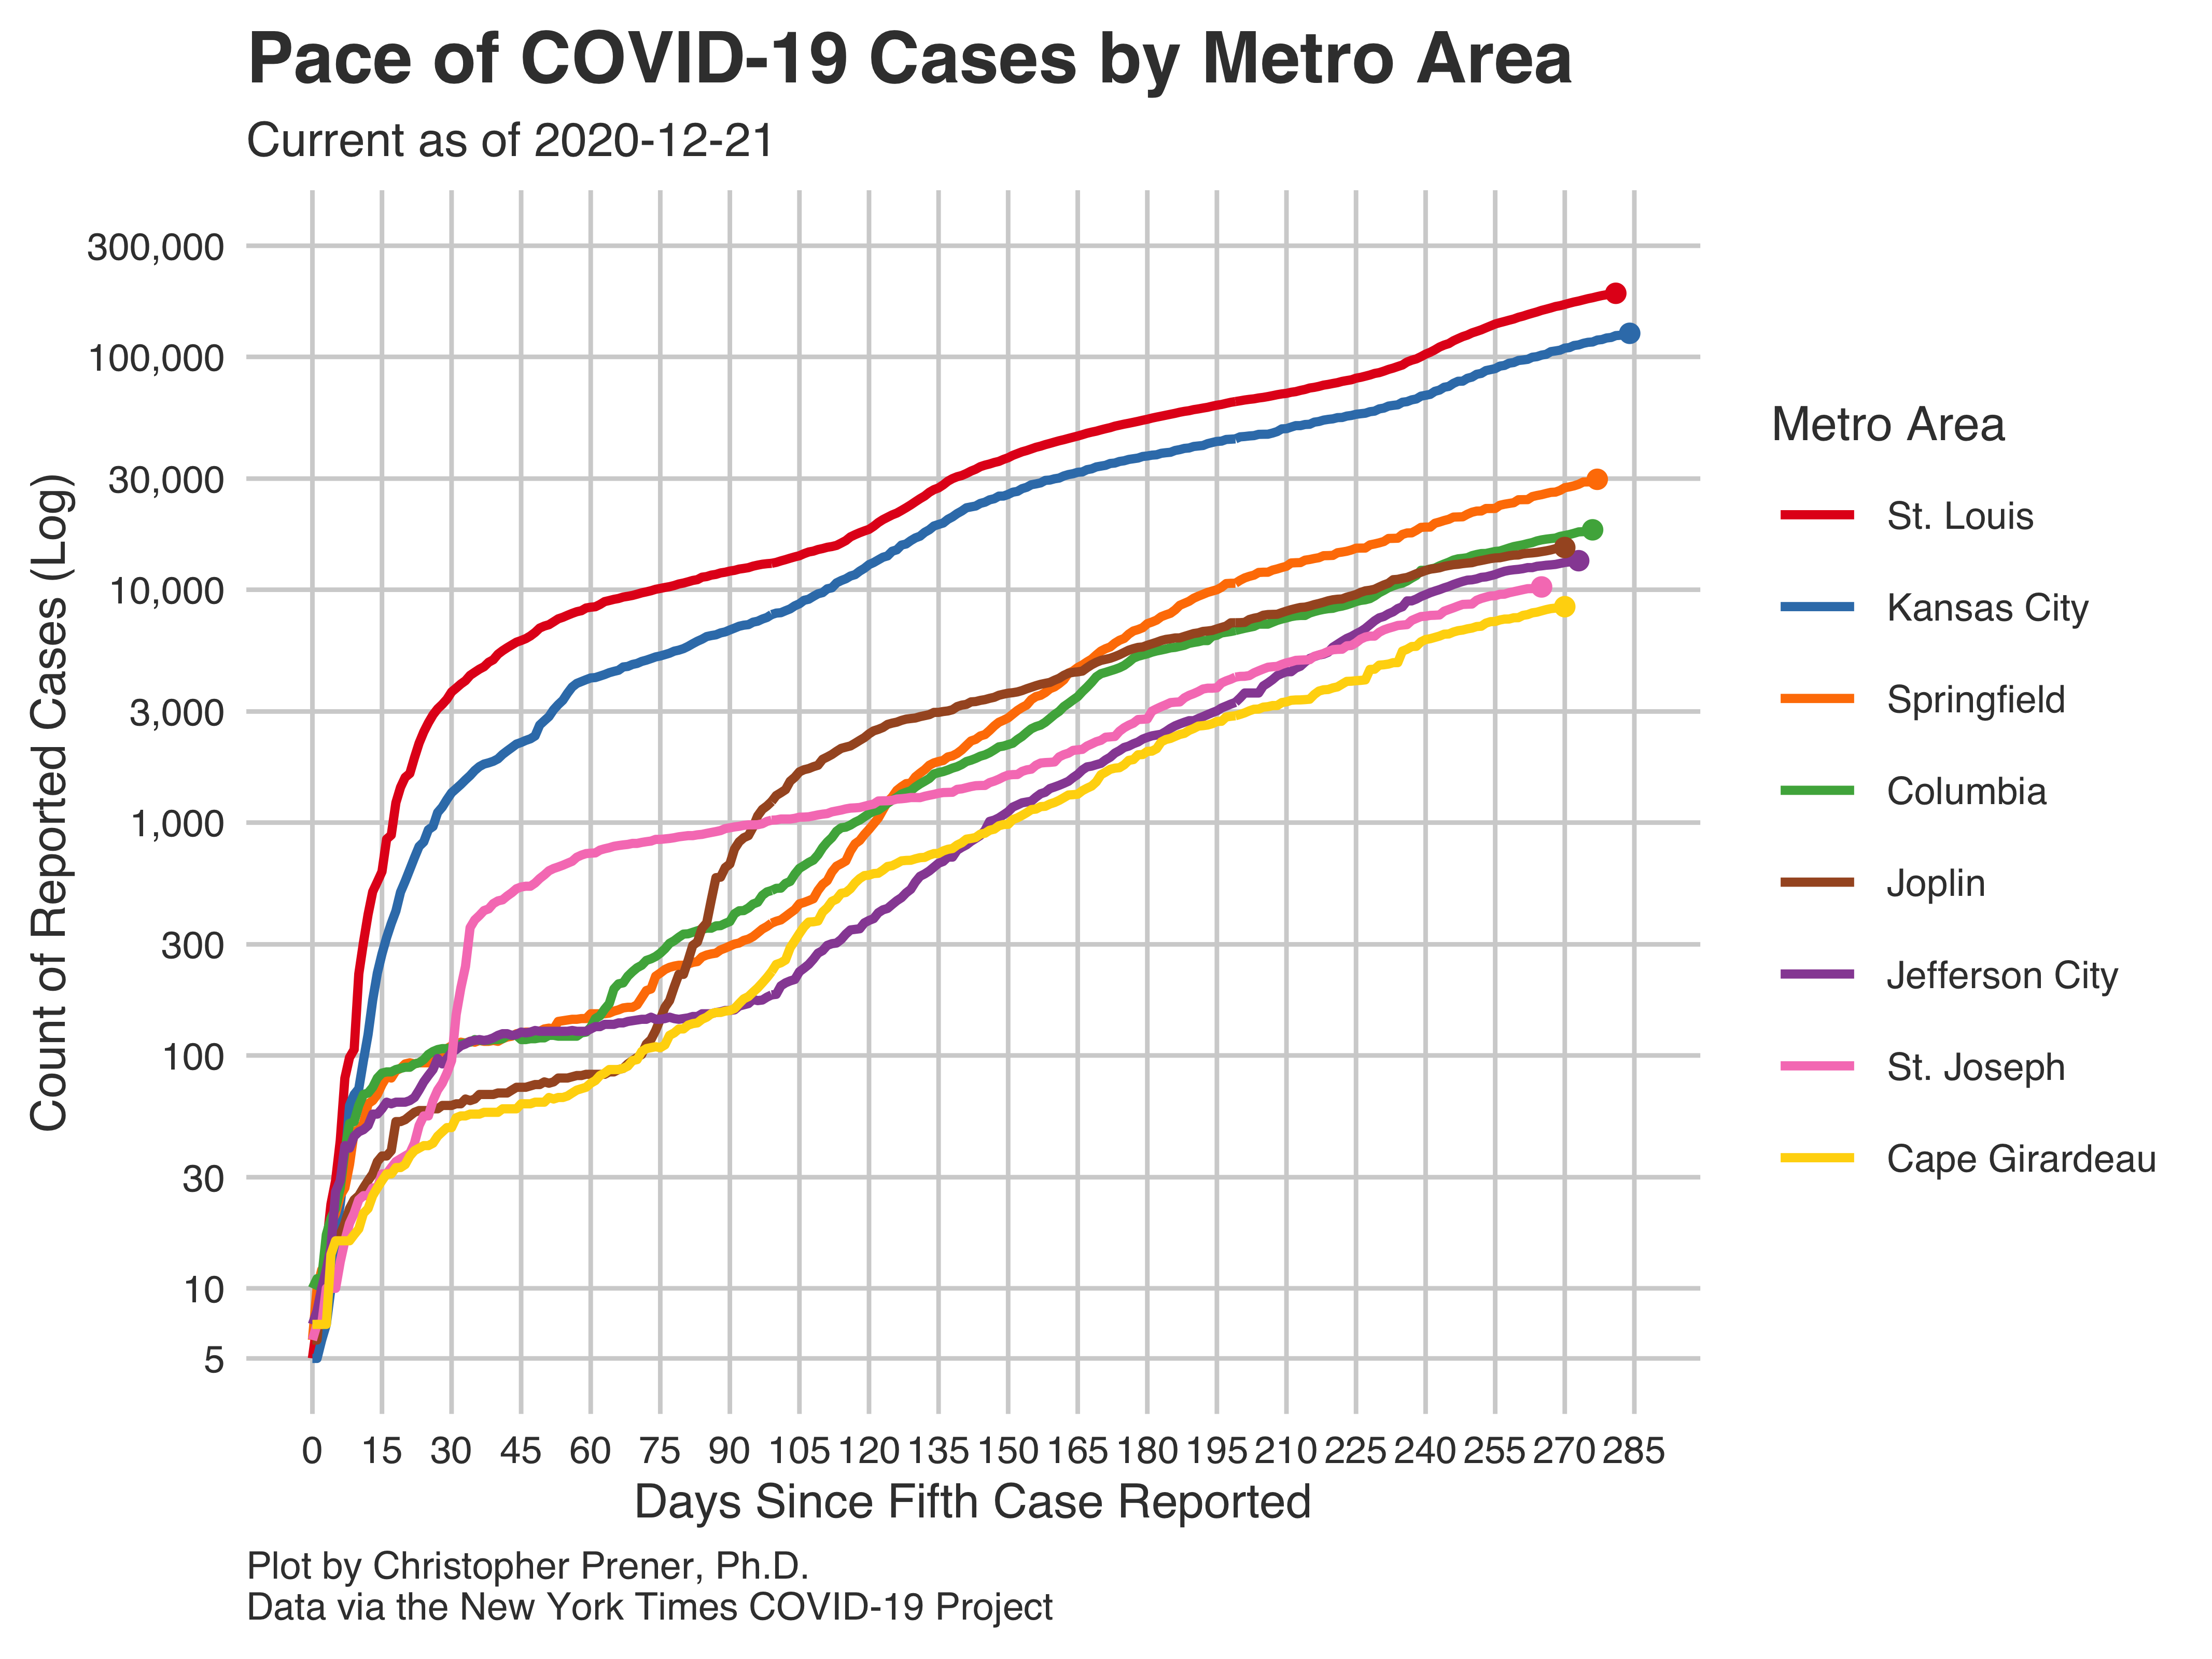 Pace of COVID-19 Cases by Metro Area
Current as of 2020-12-21
Count of Reported Cases (Log)
300,000
100,000
30,000
10,000
3,000
1,000
300
100
30
10
5
0 15 30 45 60 75 90 105 120 135 150 165 180 195 210 225 240 255 270 285
Days Since Fifth Case Reported
Metro Area
St. Louis
Kansas City
Springfield
Columbia
Joplin
Jefferson City
St. Joseph
Cape Girardeau
Plot by Christopher Prener, Ph.D.
Data via the New York Times COVID-19 Project